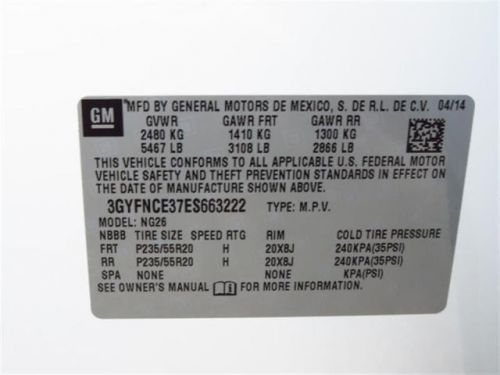 GM MFD BY GENERAL MOTORS DE MEXICO, S. DE R.L. DE C.V. 04/14
GVWR GAWR FRT GAWR RR
2480 KG 1410 KG 1300 KG
5467 LB 3108 LB 2866 LB
THIS VEHICLE CONFORMS TO ALL APPLICABLE U.S. FEDERAL MOTOR
VEHICLE SAFETY AND THEFT PREVENTION STANDARDS IN EFFECT ON
THE DATE OF MANUFACTURE SHOWN ABOVE.
3GYFNCE37ES663222 TYPE: M.P.V.
MODEL: NG26
NBBB TIRE SIZE SPEED RTG RIM COLD TIRE PRESSURE
FRT P235/55R20 H 20X8J 240KPA(35PSI)
RR P235/55R20 H 20X8J 240KPA(35PSI)
SPA NONE NONE KPA(PSI)
SEE OWNER'S MANUAL FOR MORE INFORMATION.